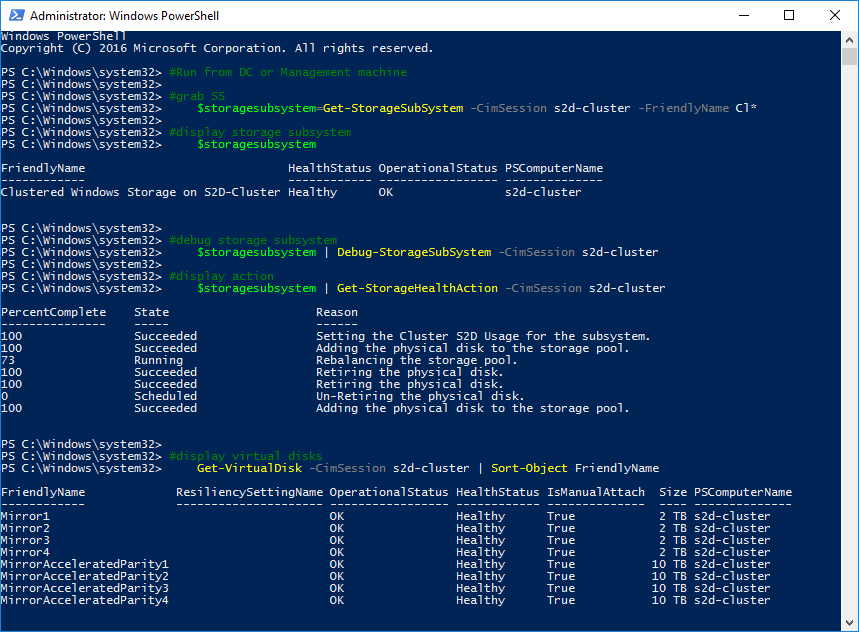 Administrator: Windows PowerShell
Windows PowerShell
Copyright (C) 2016 Microsoft Corporation. All rights reserved.
PS C:\Windows\system32> #Run from DC or Management machine
PS C:\Windows\system32>
PS C:\Windows\system32> #grab SS
PS C:\Windows\system32>     $storagesubsystem=Get-StorageSubSystem -CimSession s2d-cluster -FriendlyName Cl*
PS C:\Windows\system32>
PS C:\Windows\system32> #display storage subsystem
PS C:\Windows\system32>     $storagesubsystem
FriendlyName                             HealthStatus OperationalStatus PSComputerName
------------                             ------------ ----------------- --------------
Clustered Windows Storage on S2D-Cluster Healthy      OK                s2d-cluster
PS C:\Windows\system32>
PS C:\Windows\system32> #debug storage subsystem
PS C:\Windows\system32>     $storagesubsystem | Debug-StorageSubSystem -CimSession s2d-cluster
PS C:\Windows\system32>
PS C:\Windows\system32> #display action
PS C:\Windows\system32>     $storagesubsystem | Get-StorageHealthAction -CimSession s2d-cluster
PercentComplete    State                     Reason
---------------    -----                     ------
100                Succeeded                 Setting the Cluster S2D Usage for the subsystem.
100                Succeeded                 Adding the physical disk to the storage pool.
73                 Running                   Rebalancing the storage pool.
100                Succeeded                 Retiring the physical disk.
100                Succeeded                 Retiring the physical disk.
0                  Scheduled                 Un-Retiring the physical disk.
100                Succeeded                 Adding the physical disk to the storage pool.
PS C:\Windows\system32>
PS C:\Windows\system32> #display virtual disks
PS C:\Windows\system32>     Get-VirtualDisk -CimSession s2d-cluster | Sort-Object FriendlyName
FriendlyName             ResiliencySettingName OperationalStatus HealthStatus IsManualAttach  Size PSComputerName
------------             --------------------- ----------------- ------------ --------------  ---- --------------
Mirror1                                        OK                Healthy      True            2 TB s2d-cluster
Mirror2                                        OK                Healthy      True            2 TB s2d-cluster
Mirror3                                        OK                Healthy      True            2 TB s2d-cluster
Mirror4                                        OK                Healthy      True            2 TB s2d-cluster
MirrorAcceleratedParity1                       OK                Healthy      True           10 TB s2d-cluster
MirrorAcceleratedParity2                       OK                Healthy      True           10 TB s2d-cluster
MirrorAcceleratedParity3                       OK                Healthy      True           10 TB s2d-cluster
MirrorAcceleratedParity4                       OK                Healthy      True           10 TB s2d-cluster